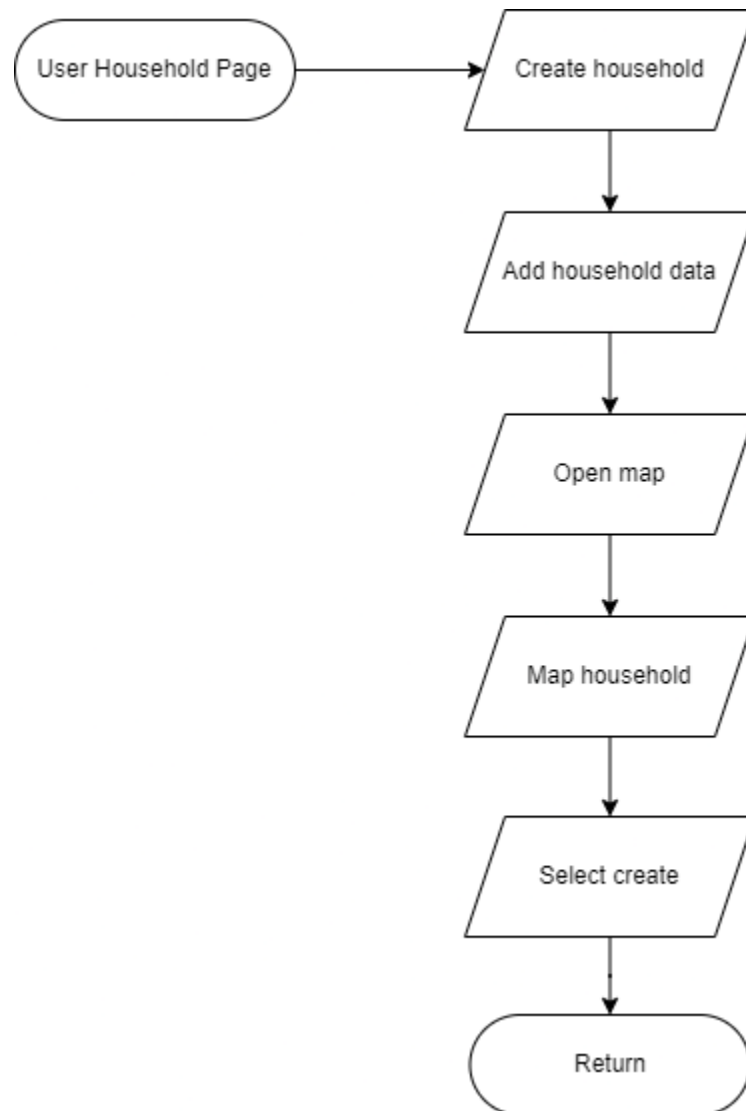 User Household Page
Create household
Add household data
Open map
Map household
Select create
Return